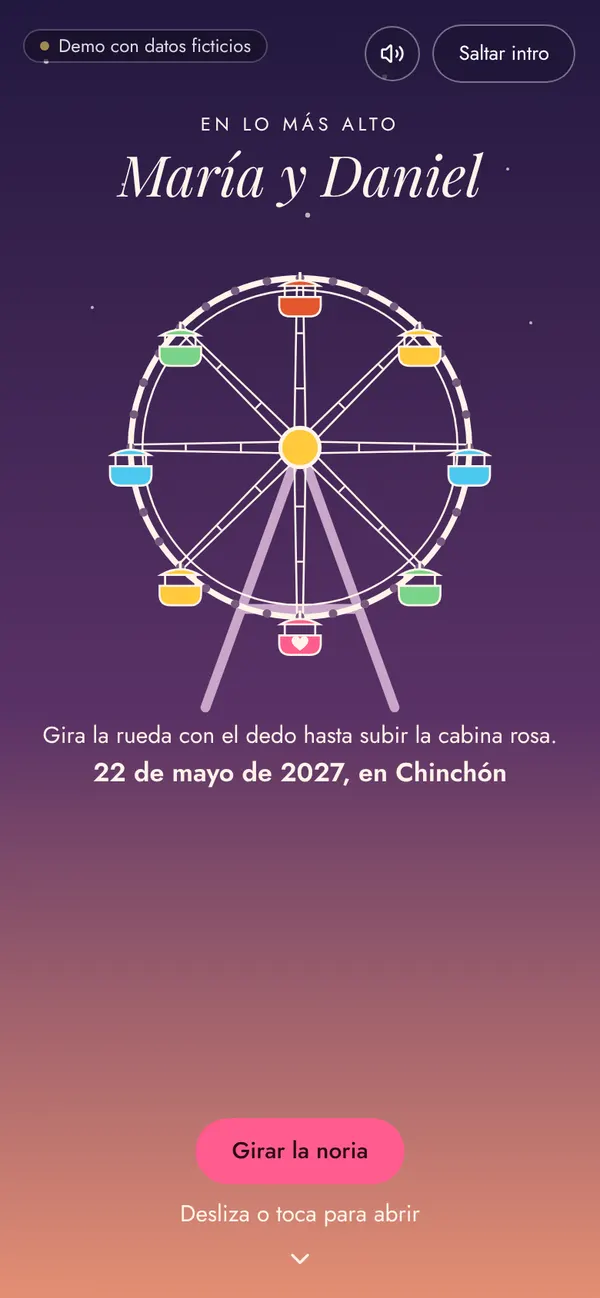 Demo con datos ficticios
Saltar intro
EN LO MÁS ALTO
María y Daniel
Gira la rueda con el dedo hasta subir la cabina rosa.
22 de mayo de 2027, en Chinchón
Girar la noria
Desliza o toca para abrir